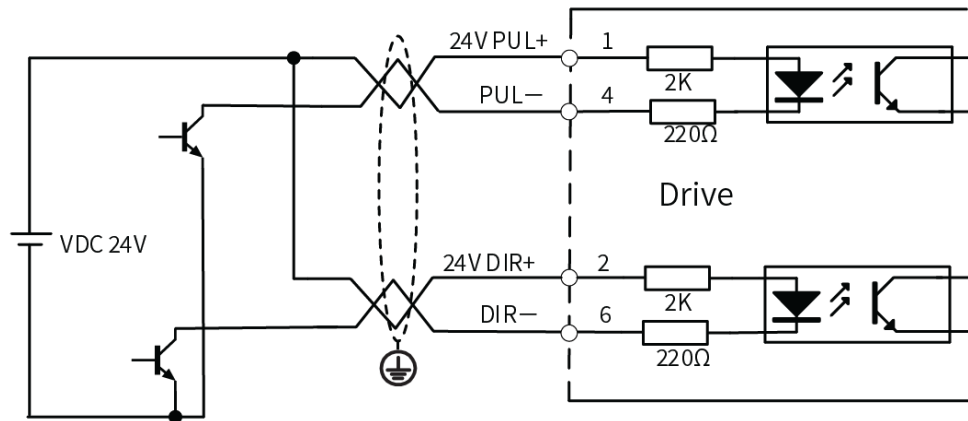 24V PUL+ 1
2K
PUL— 4
220Ω
Drive
VDC 24V
24V DIR+ 2
2K
DIR— 6
220Ω